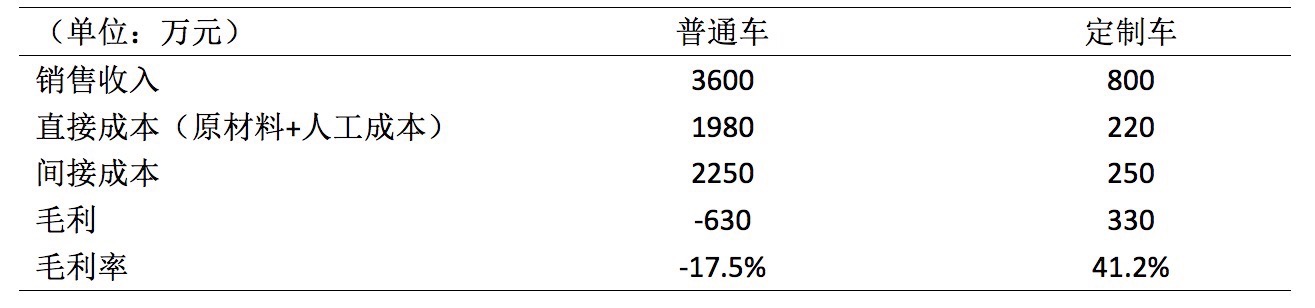 （单位：万元） 普通车 定制车
销售收入 3600 800
直接成本（原材料+人工成本） 1980 220
间接成本 2250 250
毛利 -630 330
毛利率 -17.5% 41.2%